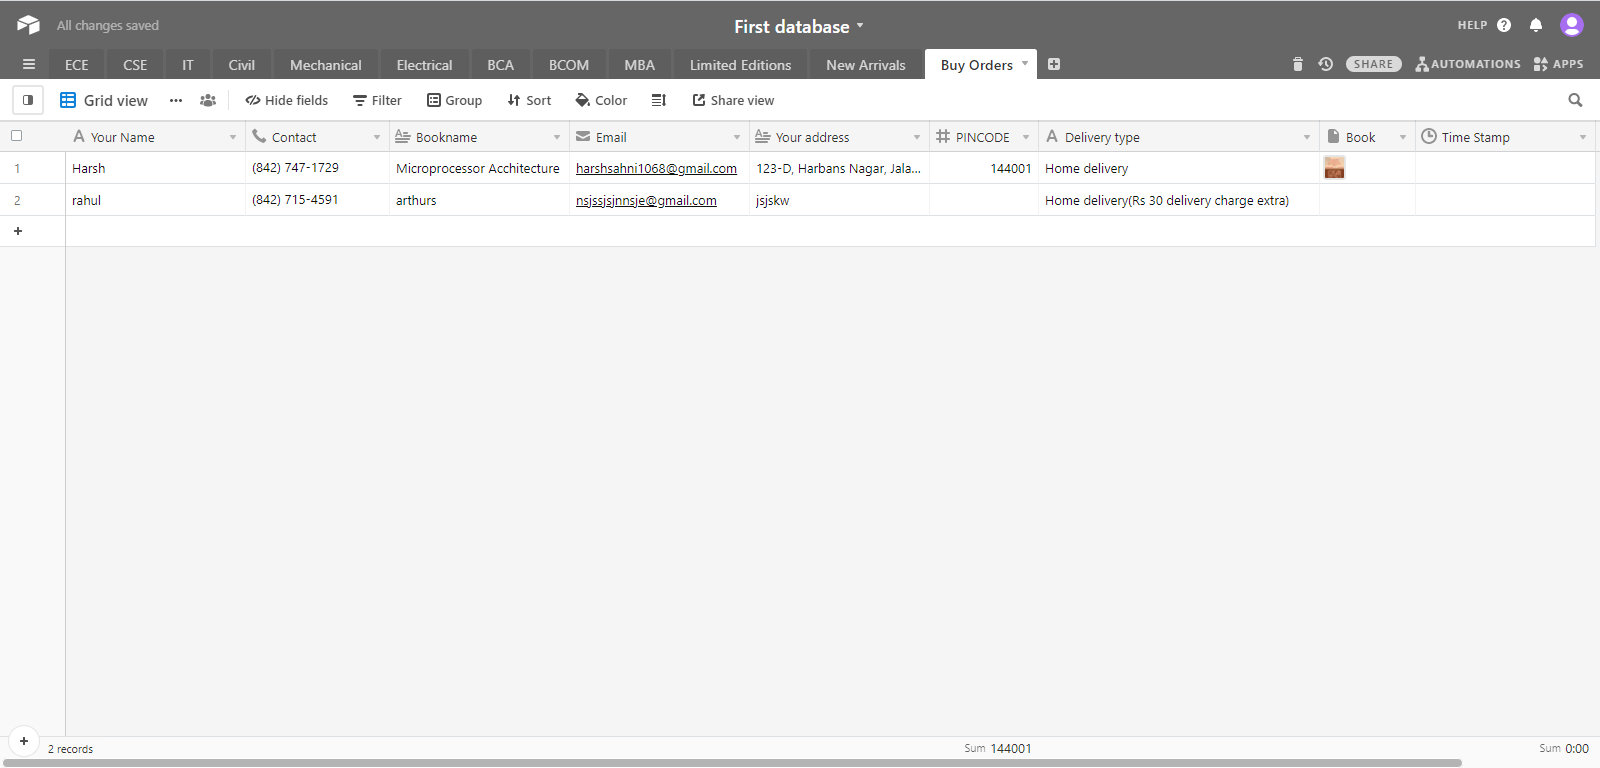 All changes saved
First database
HELP
ECE CSE IT Civil Mechanical Electrical BCA BCOM MBA Limited Editions New Arrivals Buy Orders
SHARE AUTOMATIONS APPS
Grid view ... Hide fields Filter Group Sort Color Share view
Your Name Contact Bookname Email Your address PINCODE Delivery type Book Time Stamp
1 Harsh (842) 747-1729 Microprocessor Acchitecture harshsahni1068@gmail.com 123-D, Harbans Nagar, Jala... 144001 Home delivery
2 rahul (842) 715-4591 arthurs nsjssjsjnnsje@gmail.com jsjskw Home delivery(Rs 30 delivery charge extra)
+
+ 2 records Sum 144001 Sum 0:00